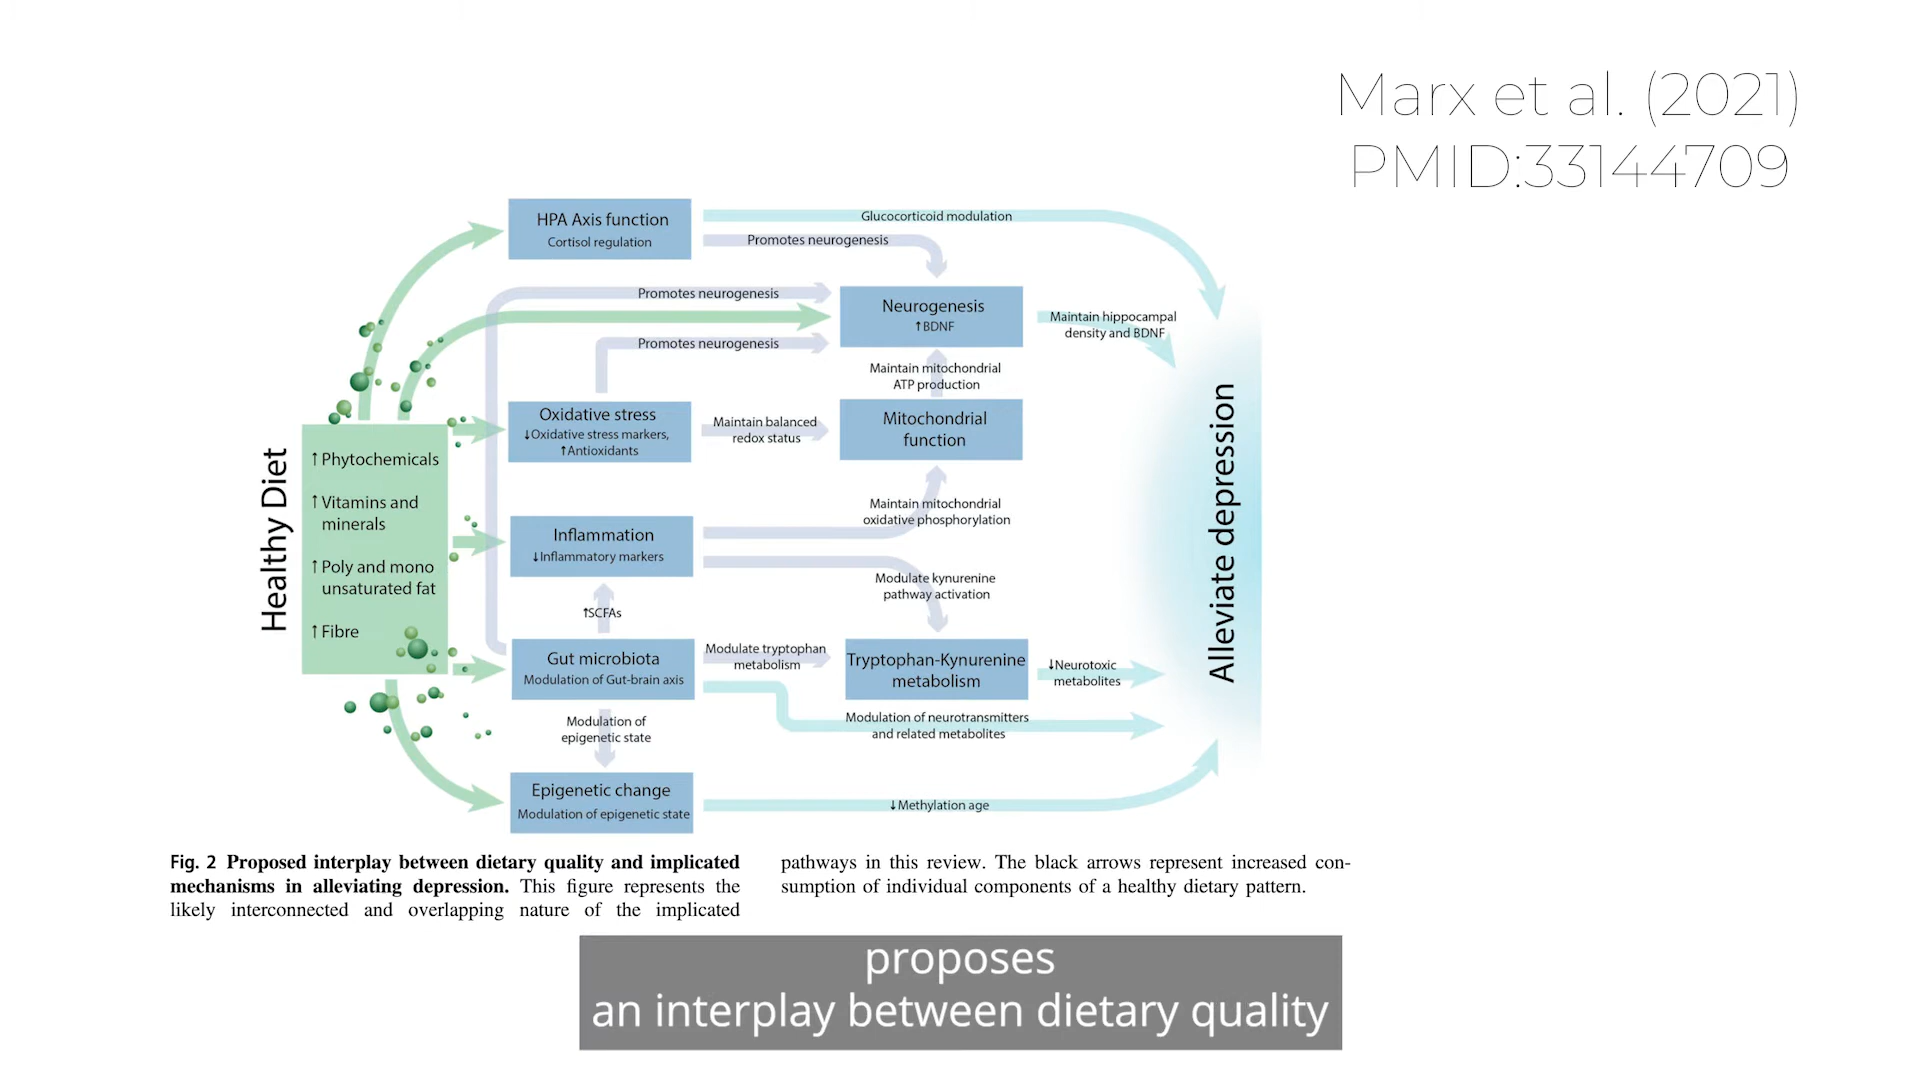 Marx et al. (2021)
PMID:33144709
HPA Axis function
Cortisol regulation
Glucocorticoid modulation
Promotes neurogenesis
Promotes neurogenesis
Neurogenesis
↑BDNF
Maintain hippocampal
density and BDNF
Promotes neurogenesis
Maintain mitochondrial
ATP production
Oxidative stress
↓Oxidative stress markers,
↑Antioxidants
Maintain balanced
redox status
Mitochondrial
function
Healthy Diet
↑Phytochemicals
↑Vitamins and
minerals
↑Poly and mono
unsaturated fat
↑Fibre
Maintain mitochondrial
oxidative phosphorylation
Inflammation
↓Inflammatory markers
Modulate kynurenine
pathway activation
↑SCFAs
Gut microbiota
Modulation of Gut-brain axis
Modulate tryptophan
metabolism
Tryptophan-Kynurenine
metabolism
↓Neurotoxic
metabolites
Modulation of neurotransmitters
and related metabolites
Modulation of
epigenetic state
Epigenetic change
Modulation of epigenetic state
↓Methylation age
Alleviate depression
Fig. 2 Proposed interplay between dietary quality and implicated
mechanisms in alleviating depression. This figure represents the
likely interconnected and overlapping nature of the implicated
pathways in this review. The black arrows represent increased con-
sumption of individual components of a healthy dietary pattern.
proposes
an interplay between dietary quality